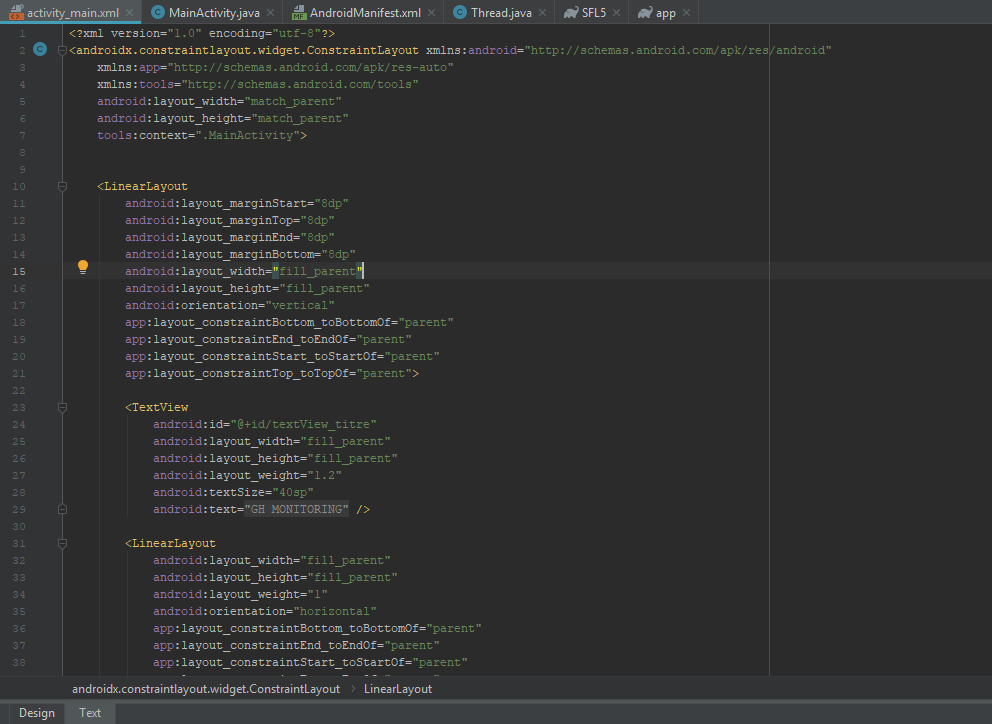 activity_main.xml MainActivity.java AndroidManifest.xml Thread.java SFL5 app
1 <?xml version="1.0" encoding="utf-8"?>
2 <androidx.constraintlayout.widget.ConstraintLayout xmlns:android="http://schemas.android.com/apk/res/android"
3 xmlns:app="http://schemas.android.com/apk/res-auto"
4 xmlns:tools="http://schemas.android.com/tools"
5 android:layout_width="match_parent"
6 android:layout_height="match_parent"
7 tools:context=".MainActivity">
8
9
10 <LinearLayout
11 android:layout_marginStart="8dp"
12 android:layout_marginTop="8dp"
13 android:layout_marginEnd="8dp"
14 android:layout_marginBottom="8dp"
15 android:layout_width="fill_parent"
16 android:layout_height="fill_parent"
17 android:orientation="vertical"
18 app:layout_constraintBottom_toBottomOf="parent"
19 app:layout_constraintEnd_toEndOf="parent"
20 app:layout_constraintStart_toStartOf="parent"
21 app:layout_constraintTop_toTopOf="parent">
22
23 <TextView
24 android:id="@+id/textView_titre"
25 android:layout_width="fill_parent"
26 android:layout_height="fill_parent"
27 android:layout_weight="1.2"
28 android:textSize="40sp"
29 android:text="GH MONITORING" />
30
31 <LinearLayout
32 android:layout_width="fill_parent"
33 android:layout_height="fill_parent"
34 android:layout_weight="1"
35 android:orientation="horizontal"
36 app:layout_constraintBottom_toBottomOf="parent"
37 app:layout_constraintEnd_toEndOf="parent"
38 app:layout_constraintStart_toStartOf="parent"
androidx.constraintlayout.widget.ConstraintLayout › LinearLayout
Design Text